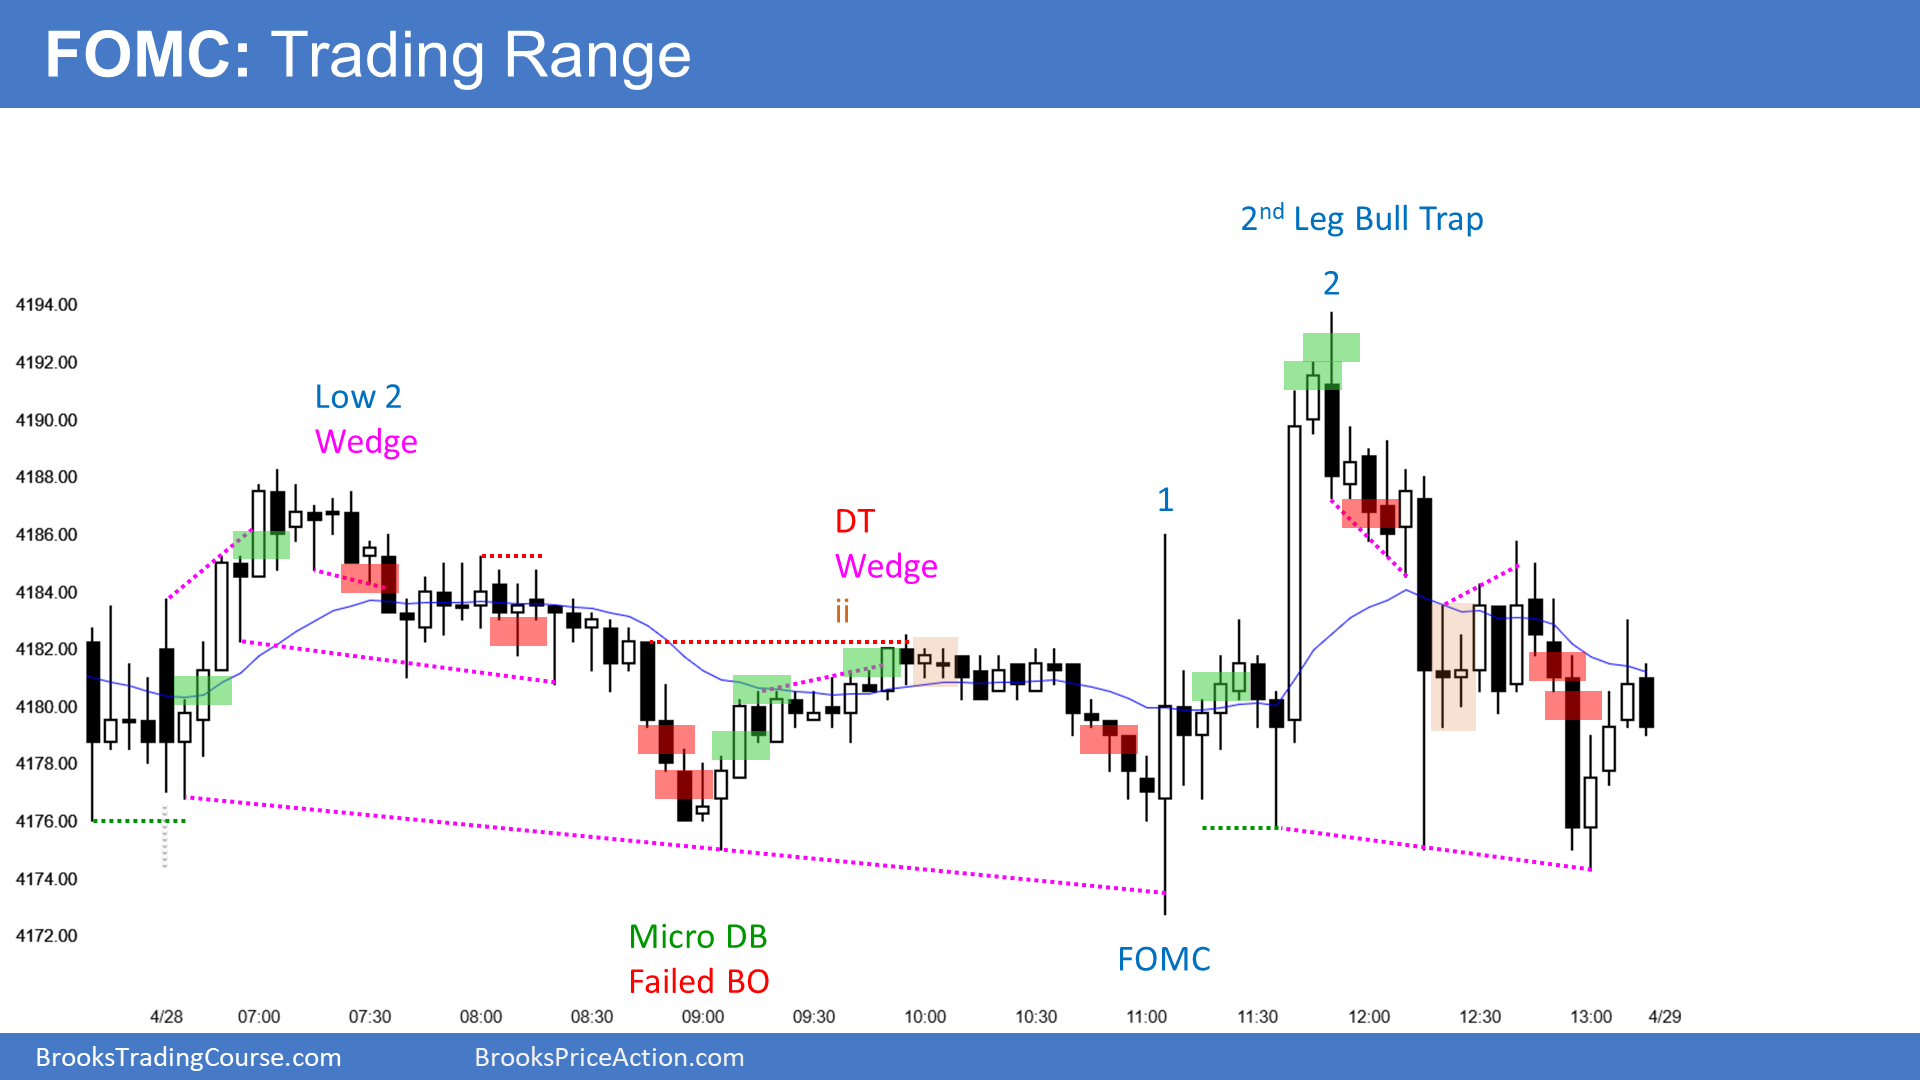 FOMC: Trading Range
2nd Leg Bull Trap
2
4194.00
4192.00
4190.00
4188.00
4186.00
4184.00
4182.00
4180.00
4178.00
4176.00
4174.00
4172.00
Low 2
Wedge
DT
Wedge
ii
1
Micro DB
Failed BO
FOMC
4/28 07:00 07:30 08:00 08:30 09:00 09:30 10:00 10:30 11:00 11:30 12:00 12:30 13:00 4/29
BrooksTradingCourse.com BrooksPriceAction.com